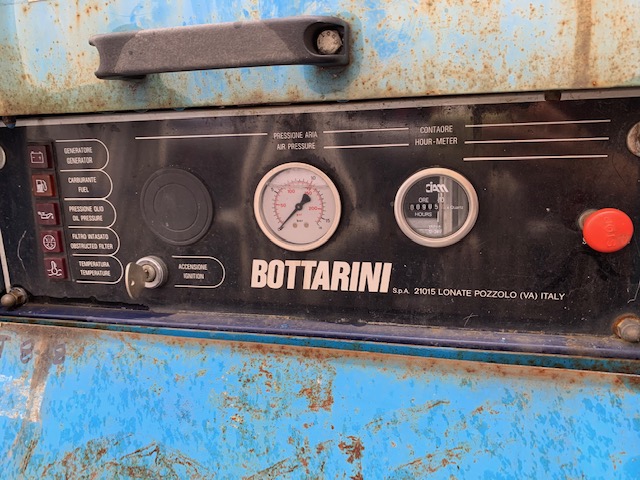 GENERATORE
GENERATOR
CARBURANTE
FUEL
PRESSIONE OLIO
OIL PRESSURE
FILTRO INTASATO
OBSTRUCTED FILTER
TEMPERATURA
TEMPERATURE
ACCENSIONE
IGNITION
PRESSIONE ARIA
AIR PRESSURE
CONTAORE
HOUR-METER
ORE
HOURS
BOTTARINI
S.p.A. 21015 LONATE POZZOLO (VA) ITALY